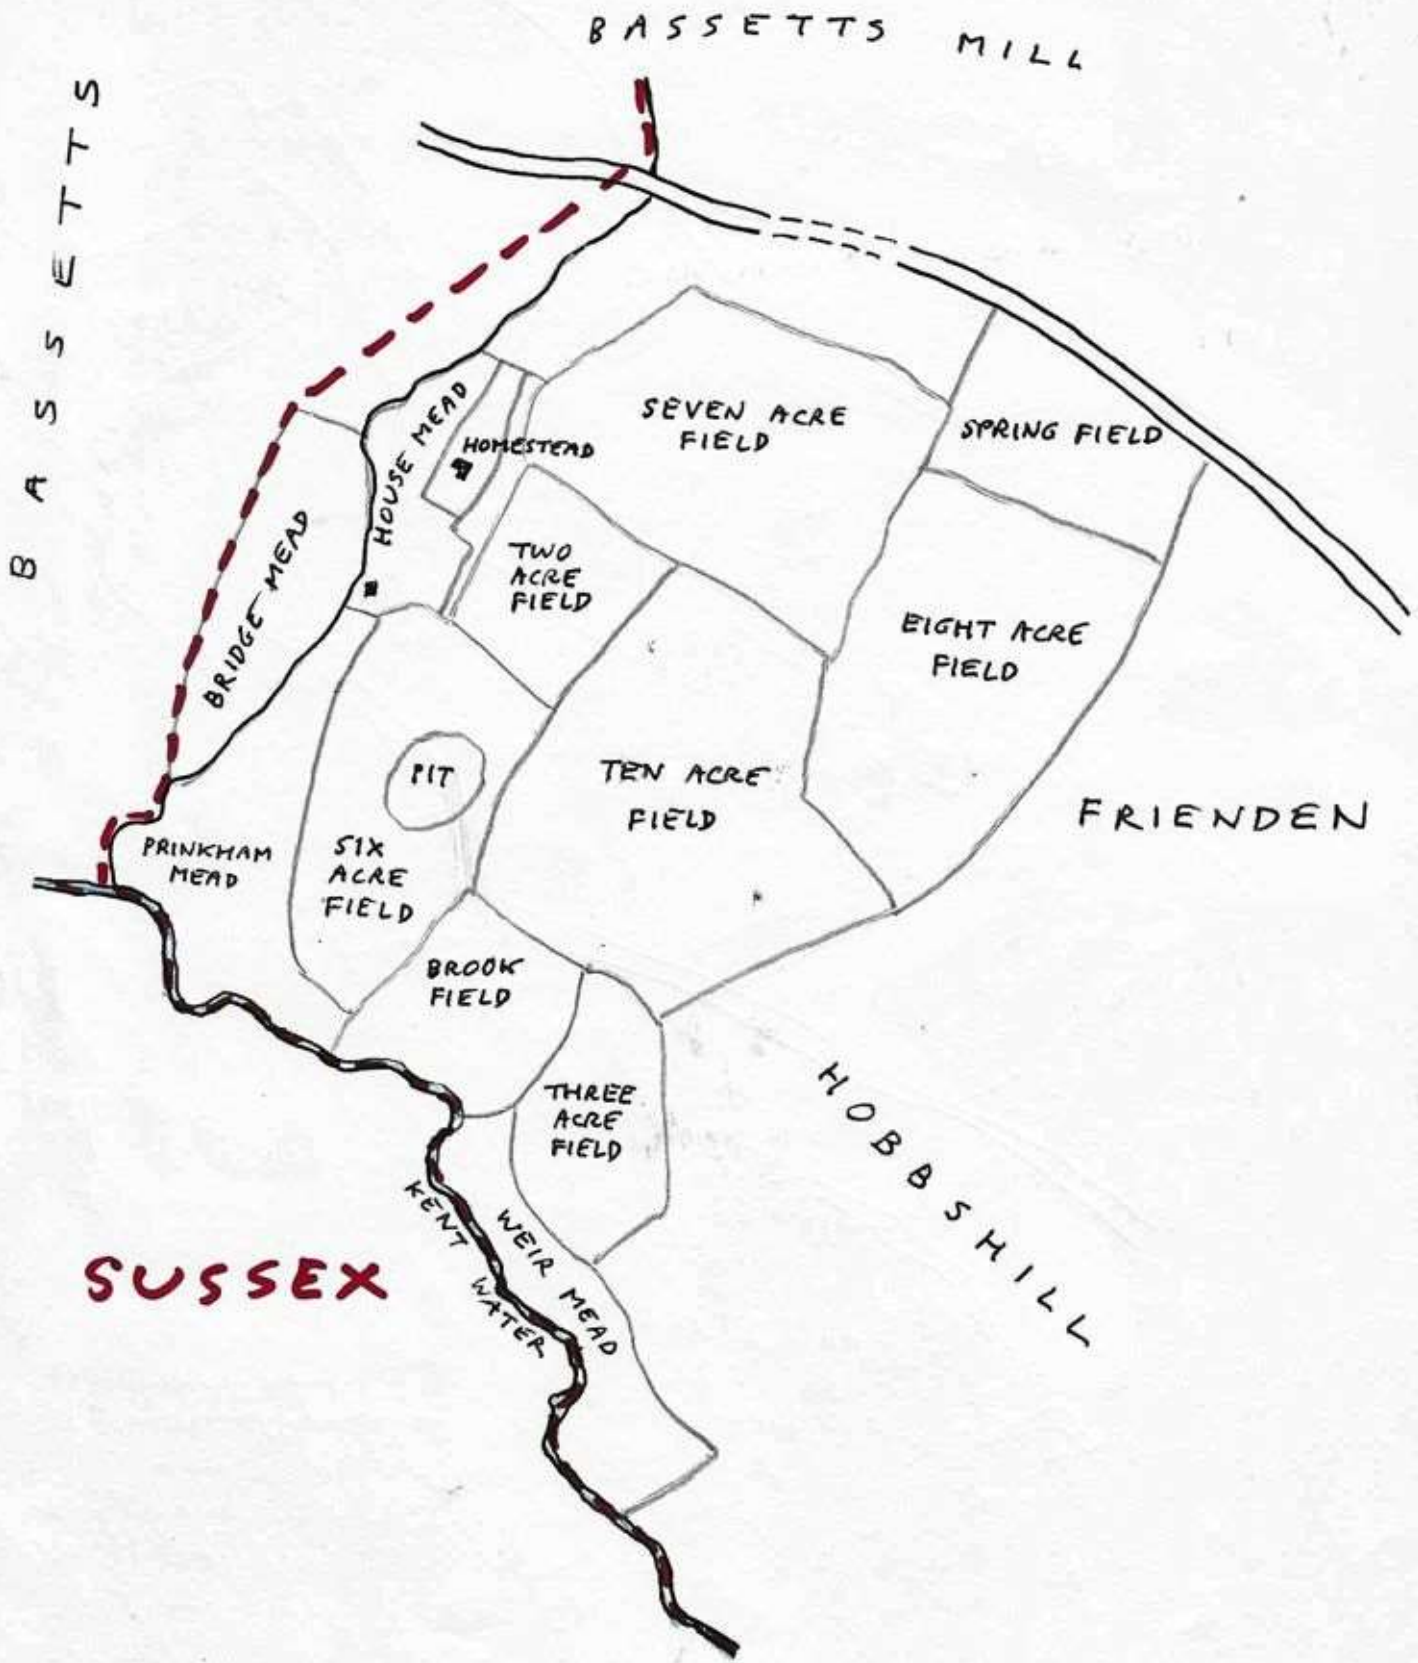 BASSETTS MILL
BASSETTS
SEVEN ACRE
FIELD
SPRING FIELD
HOUSE MEAD
HOMESTEAD
BRIDGE MEAD
TWO
ACRE
FIELD
EIGHT ACRE
FIELD
PIT
TEN ACRE
FIELD
FRIENDEN
PRINKHAM
MEAD
SIX
ACRE
FIELD
BROOK
FIELD
THREE
ACRE
FIELD
HOBBSHILL
KENT
WATER
WEIR MEAD
SUSSEX